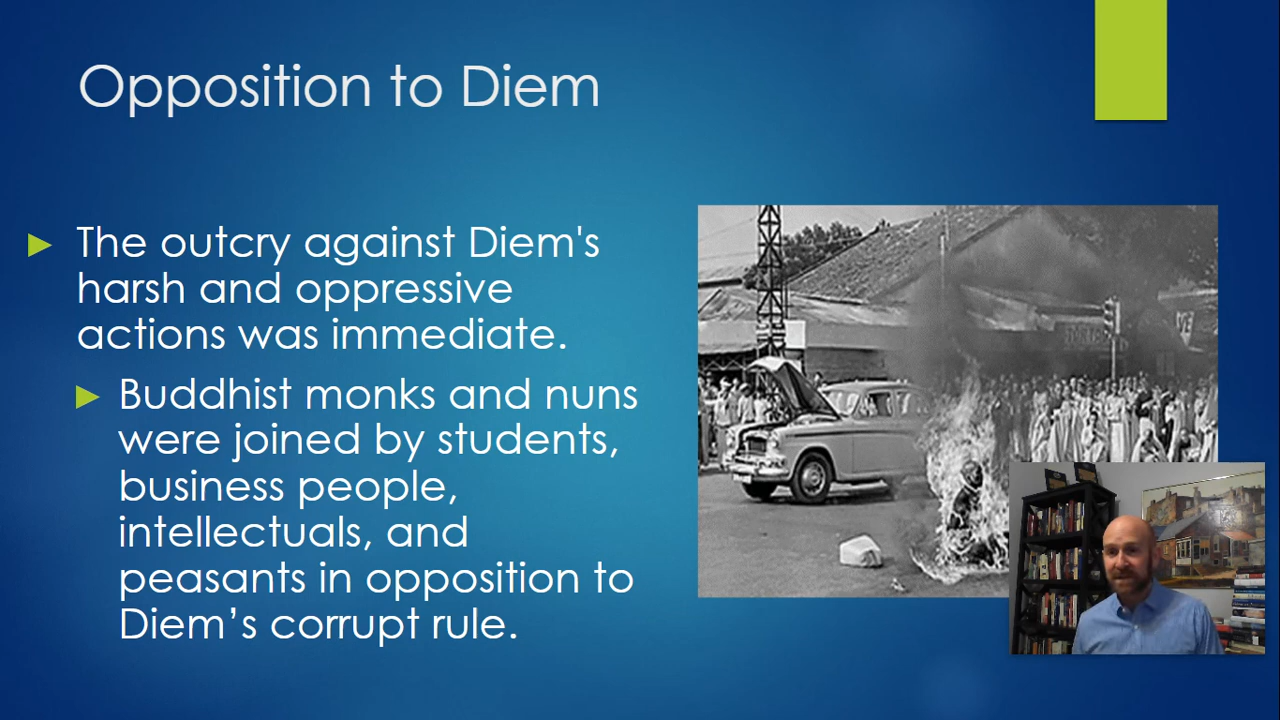 Opposition to Diem
The outcry against Diem's
harsh and oppressive
actions was immediate.
Buddhist monks and nuns
were joined by students,
business people,
intellectuals, and
peasants in opposition to
Diem’s corrupt rule.